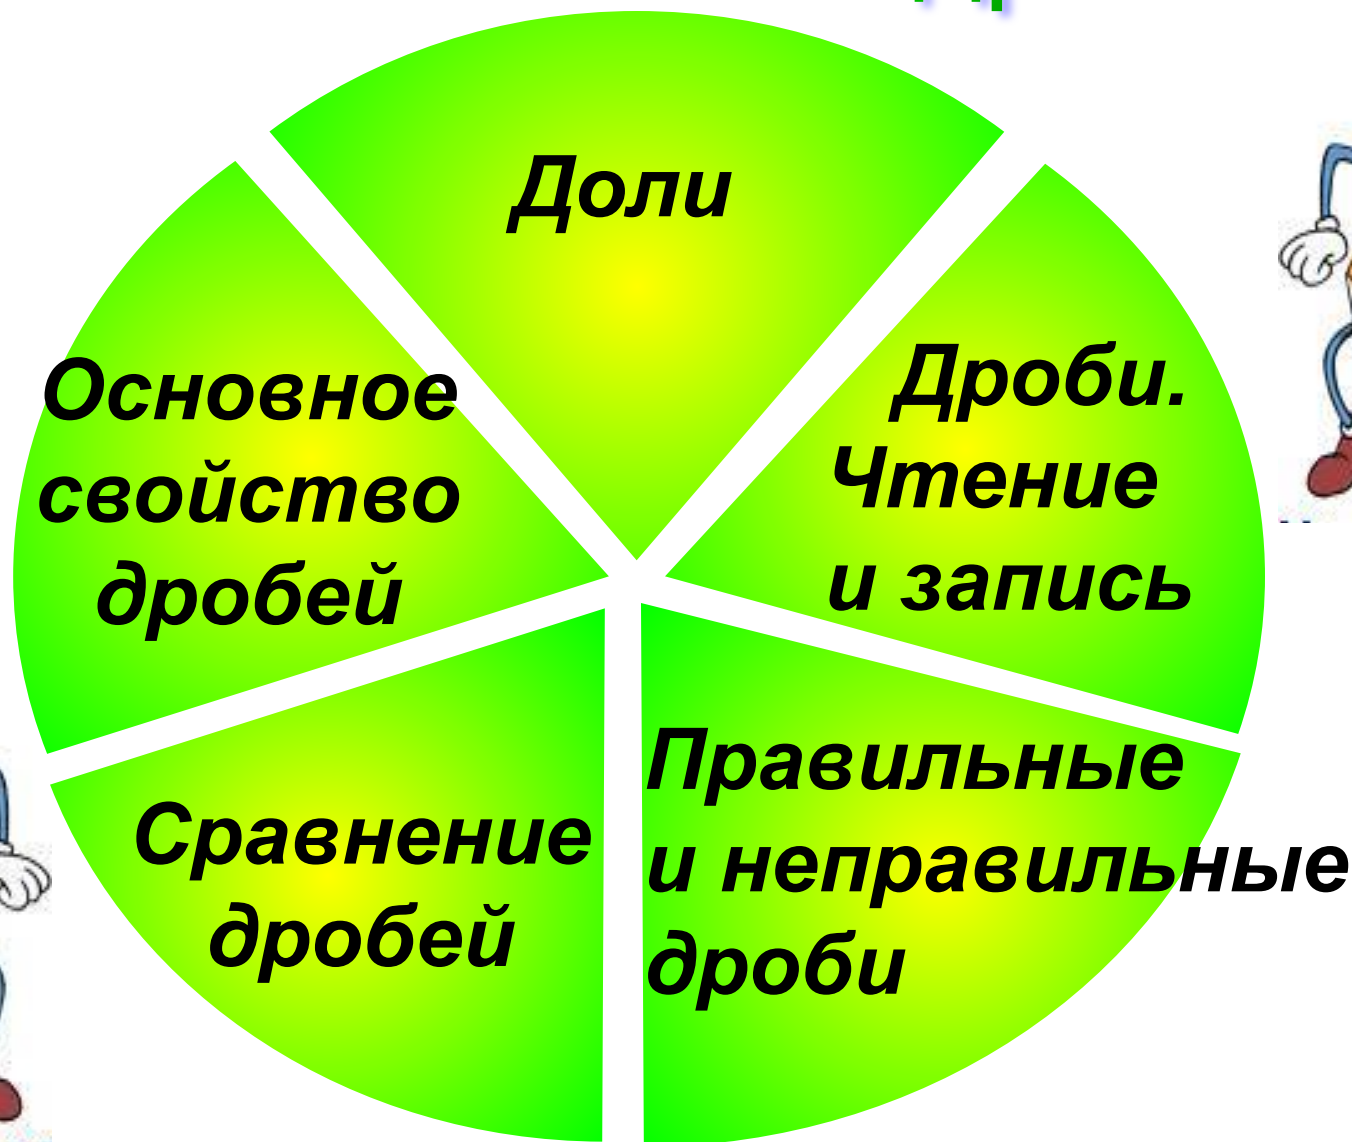 Доли
Дроби.
Чтение
и запись
Правильные
и неправильные
дроби
Сравнение
дробей
Основное
свойство
дробей